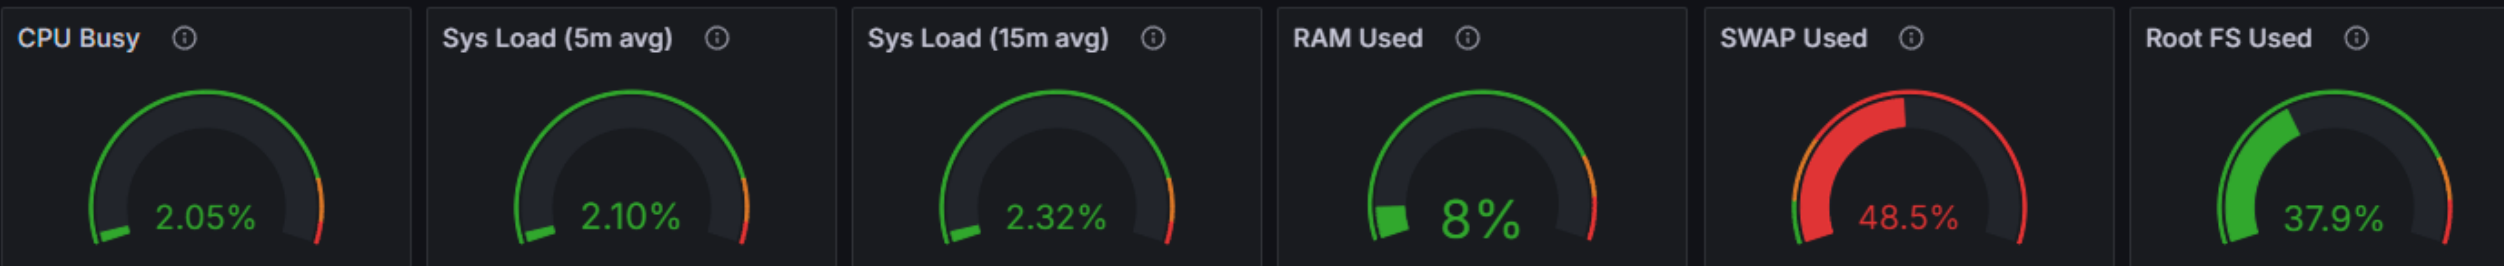 CPU Busy
2.05%
Sys Load (5m avg)
2.10%
Sys Load (15m avg)
2.32%
RAM Used
8%
SWAP Used
48.5%
Root FS Used
37.9%